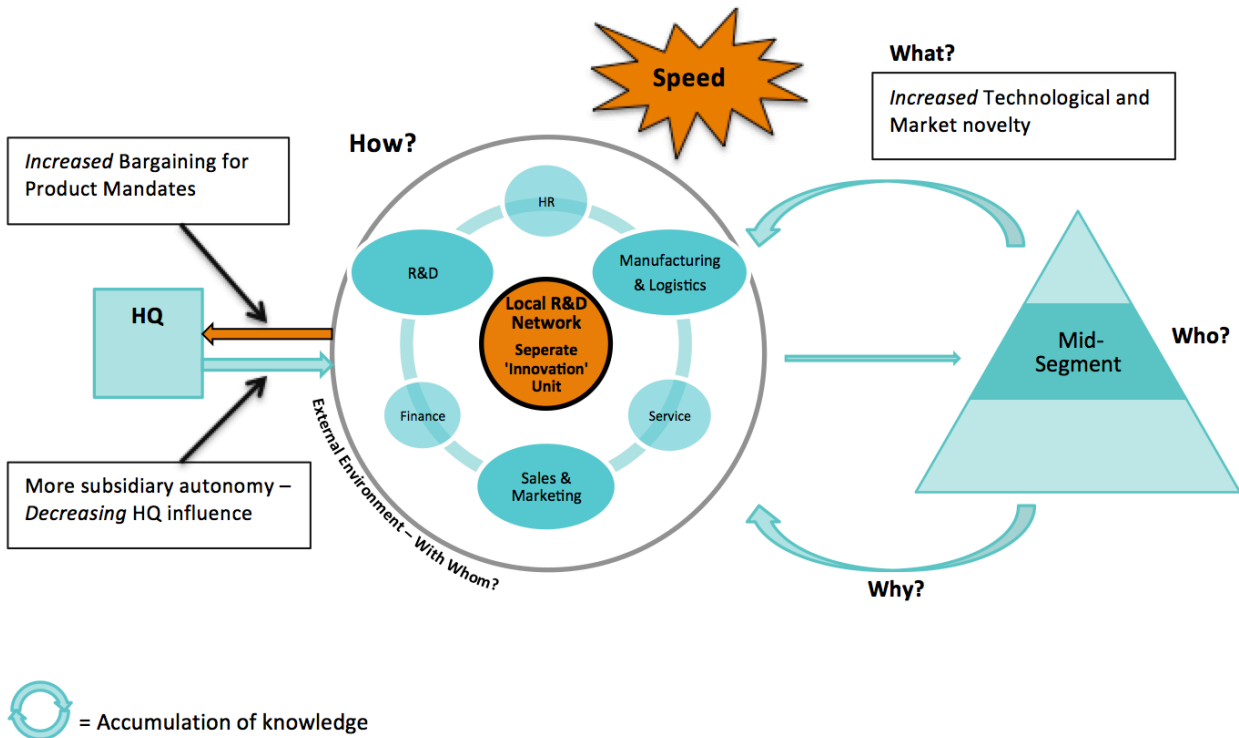 Speed
What?
Increased Technological and
Market novelty
How?
Increased Bargaining for
Product Mandates
HR
R&D
Manufacturing
& Logistics
HQ
Local R&D
Network
Seperate
'Innovation'
Unit
Mid-
Segment
Who?
Finance
Service
Sales &
Marketing
External Environment – With Whom?
More subsidiary autonomy –
Decreasing HQ influence
Why?
= Accumulation of knowledge